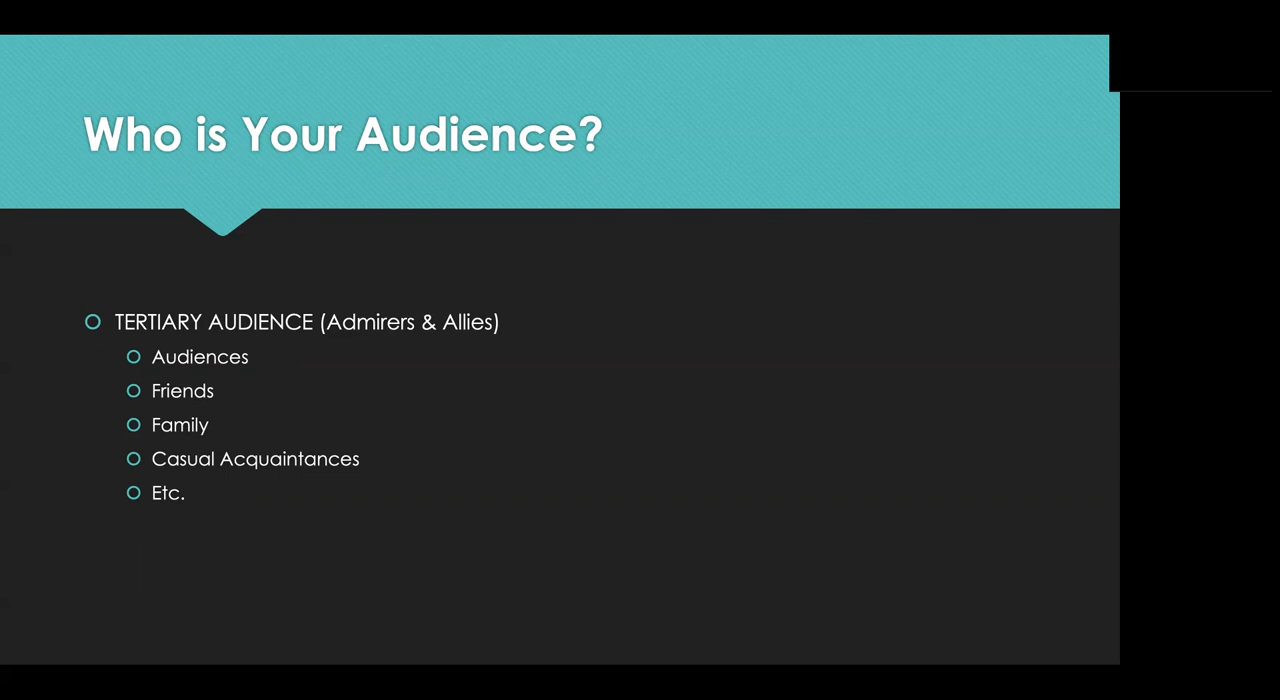 Who is Your Audience?
TERTIARY AUDIENCE (Admirers & Allies)
Audiences
Friends
Family
Casual Acquaintances
Etc.